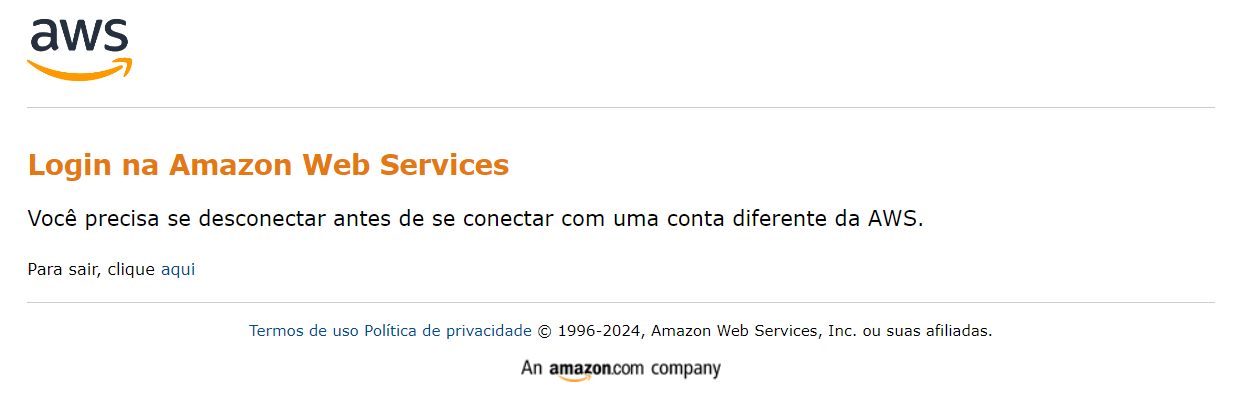 aws
Login na Amazon Web Services
Você precisa se desconectar antes de se conectar com uma conta diferente da AWS.
Para sair, clique aqui
Termos de uso Política de privacidade © 1996-2024, Amazon Web Services, Inc. ou suas afiliadas.
An amazon.com company